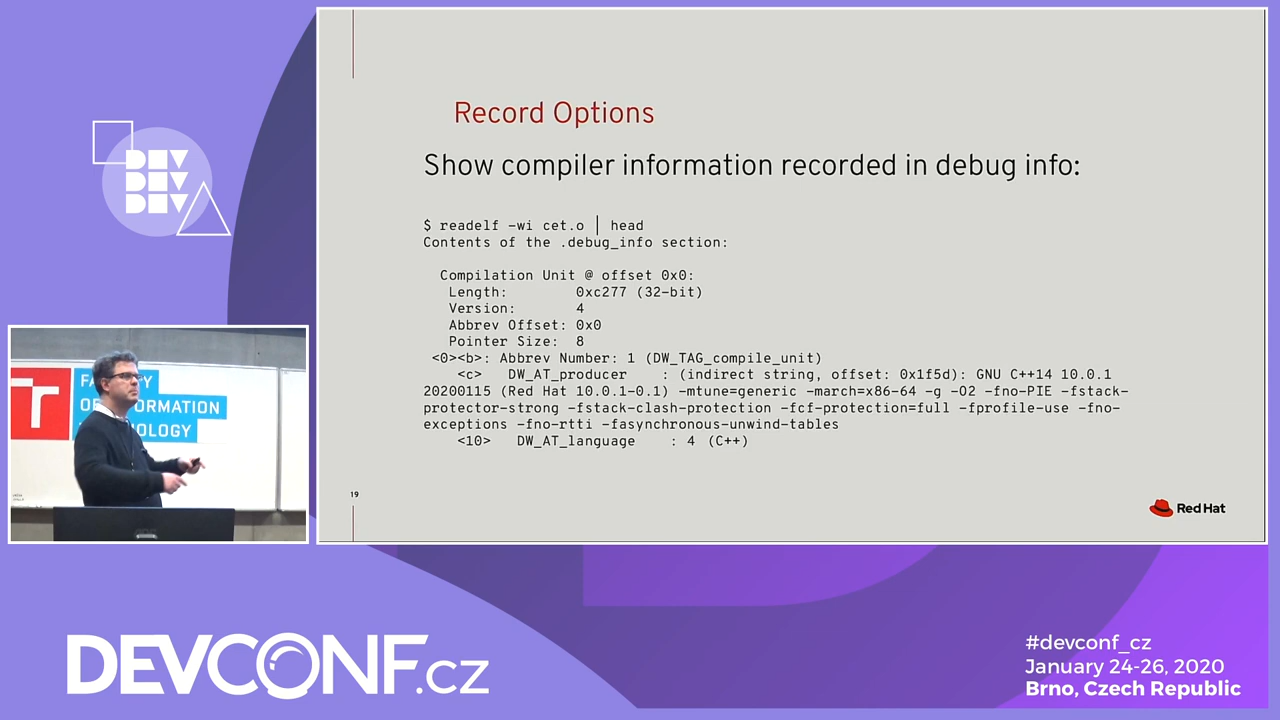 DEV
DEV
DEV
Record Options
Show compiler information recorded in debug info:
$ readelf -wi cet.o | head
Contents of the .debug_info section:
Compilation Unit @ offset 0x0:
Length: 0xc277 (32-bit)
Version: 4
Abbrev Offset: 0x0
Pointer Size: 8
<0><b>: Abbrev Number: 1 (DW_TAG_compile_unit)
<c> DW_AT_producer : (indirect string, offset: 0x1f5d): GNU C++14 10.0.1
20200115 (Red Hat 10.0.1-0.1) -mtune=generic -march=x86-64 -g -O2 -fno-PIE -fstack-
protector-strong -fstack-clash-protection -fcf-protection=full -fprofile-use -fno-
exceptions -fno-rtti -fasynchronous-unwind-tables
<10> DW_AT_language : 4 (C++)
19
Red Hat
DEVCONF.cz
#devconf_cz
January 24-26, 2020
Brno, Czech Republic